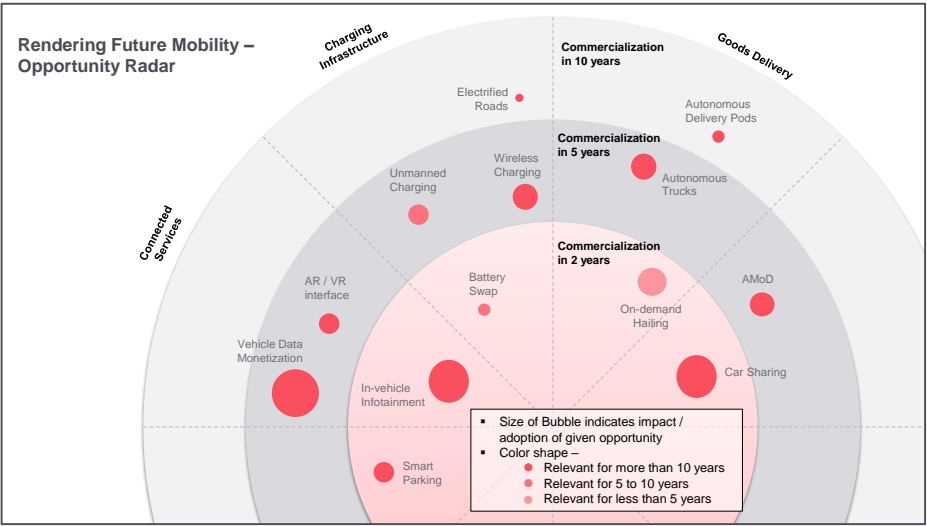 Rendering Future Mobility –
Opportunity Radar
Charging
Infrastructure
Commercialization
in 10 years
Goods Delivery
Electrified
Roads
Autonomous
Delivery Pods
Commercialization
in 5 years
Wireless
Charging
Unmanned
Charging
Autonomous
Trucks
Connected
Services
Commercialization
in 2 years
AR / VR
interface
Battery
Swap
AMoD
On-demand
Hailing
Vehicle Data
Monetization
In-vehicle
Infotainment
Car Sharing
Smart
Parking
▪ Size of Bubble indicates impact /
adoption of given opportunity
▪ Color shape –
Relevant for more than 10 years
Relevant for 5 to 10 years
Relevant for less than 5 years